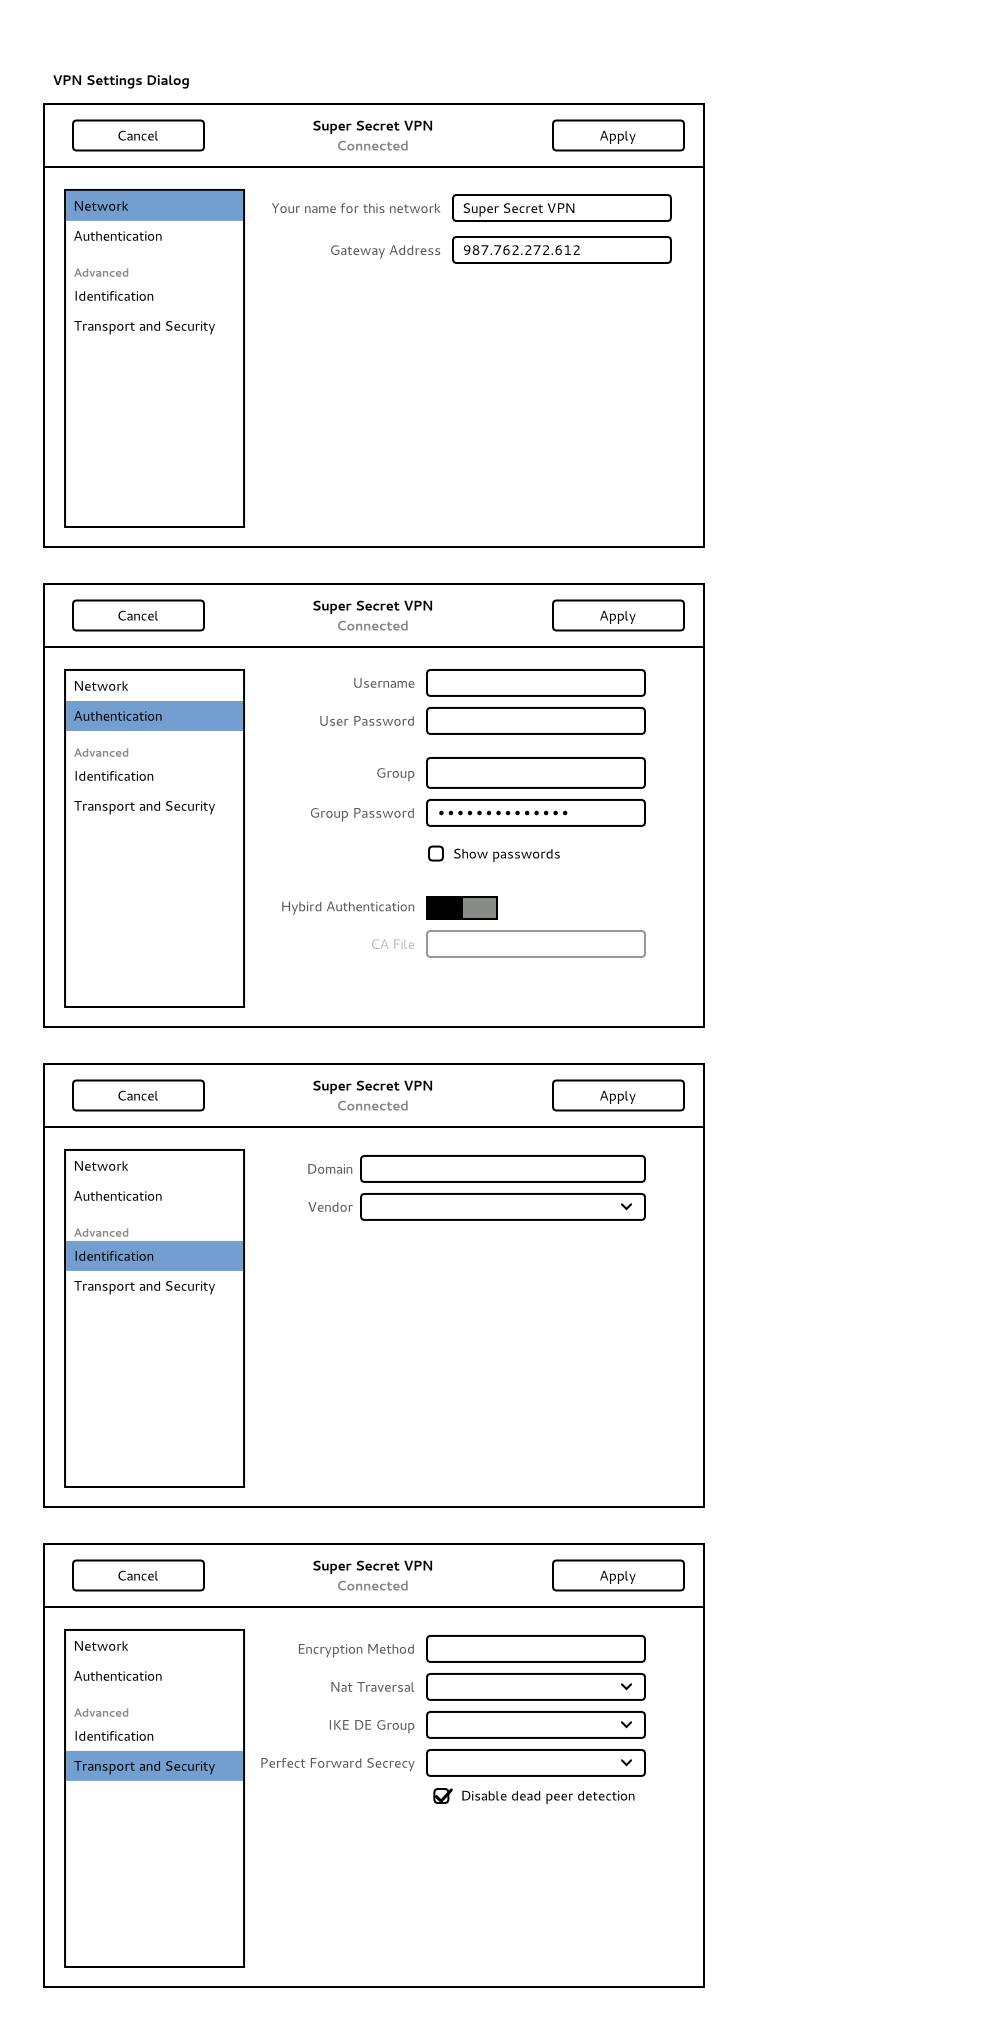 VPN Settings Dialog
Cancel
Super Secret VPN
Connected
Apply
Network
Authentication
Advanced
Identification
Transport and Security
Your name for this network
Super Secret VPN
Gateway Address
987.762.272.612
Cancel
Super Secret VPN
Connected
Apply
Network
Authentication
Advanced
Identification
Transport and Security
Username
User Password
Group
Group Password
••••••••••••••
Show passwords
Hybird Authentication
CA File
Cancel
Super Secret VPN
Connected
Apply
Network
Authentication
Advanced
Identification
Transport and Security
Domain
Vendor
Cancel
Super Secret VPN
Connected
Apply
Network
Authentication
Advanced
Identification
Transport and Security
Encryption Method
Nat Traversal
IKE DE Group
Perfect Forward Secrecy
Disable dead peer detection